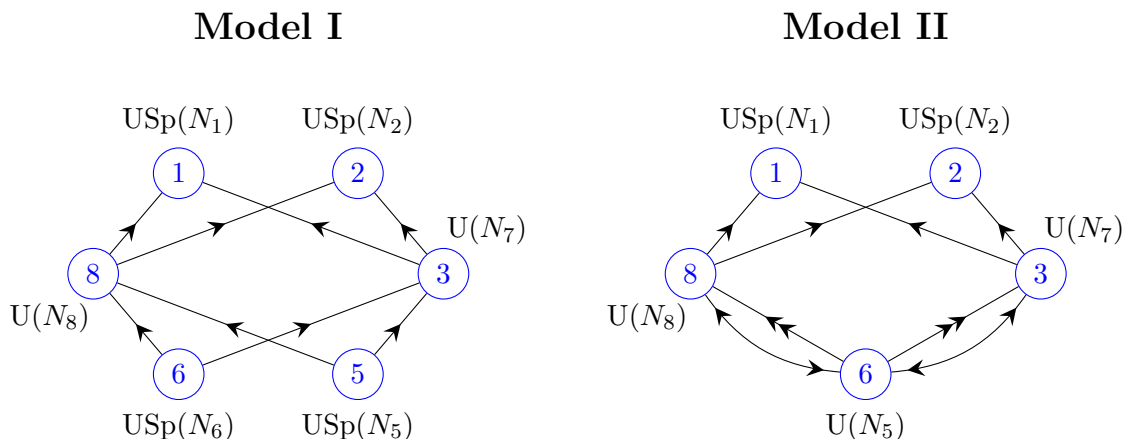 Model I
Model II
USp(N₁) USp(N₂)
USp(N₁) USp(N₂)
1 2
1 2
U(N₇)
U(N₇)
8 3
8 3
U(N₈)
U(N₈)
6 5
6
USp(N₆) USp(N₅)
U(N₅)